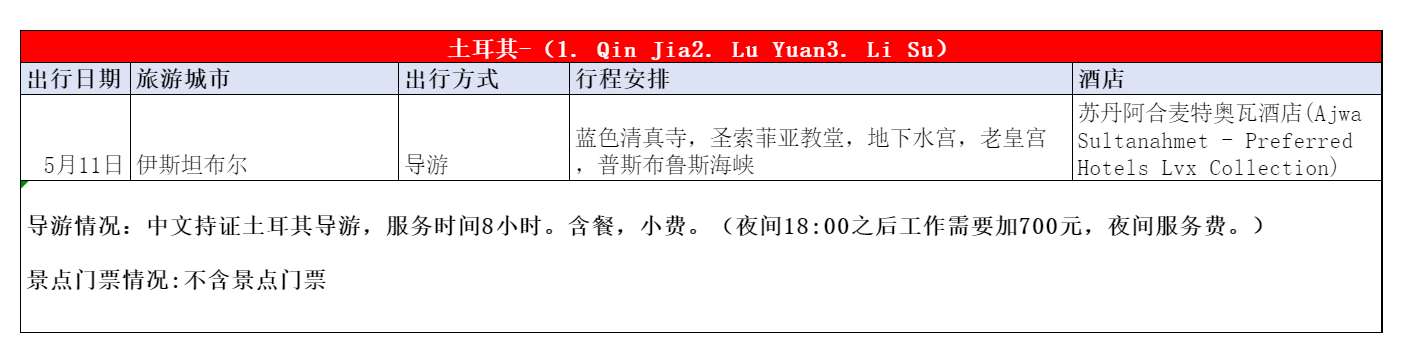 土耳其-（1. Qin Jia2. Lu Yuan3. Li Su）
出行日期 旅游城市 出行方式 行程安排 酒店
5月11日 伊斯坦布尔 导游 蓝色清真寺，圣索菲亚教堂，地下水宫，老皇宫
，普斯布鲁斯海峡
苏丹阿合麦特奥瓦酒店(Ajwa
Sultanahmet - Preferred
Hotels Lvx Collection)
导游情况：中文持证土耳其导游，服务时间8小时。含餐，小费。（夜间18:00之后工作需要加700元，夜间服务费。）
景点门票情况:不含景点门票